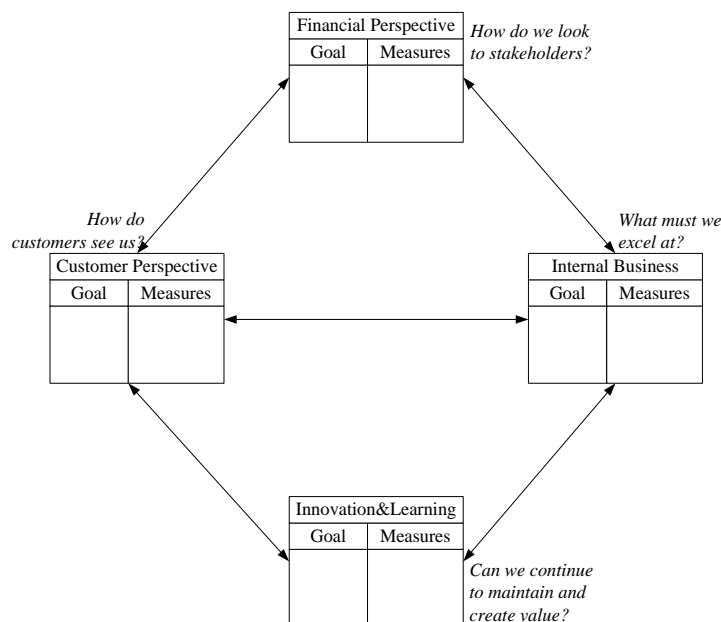 Financial Perspective
Goal Measures
How do we look
to stakeholders?
How do
customers see us?
Customer Perspective
Goal Measures
What must we
excel at?
Internal Business
Goal Measures
Innovation&Learning
Goal Measures
Can we continue
to maintain and
create value?